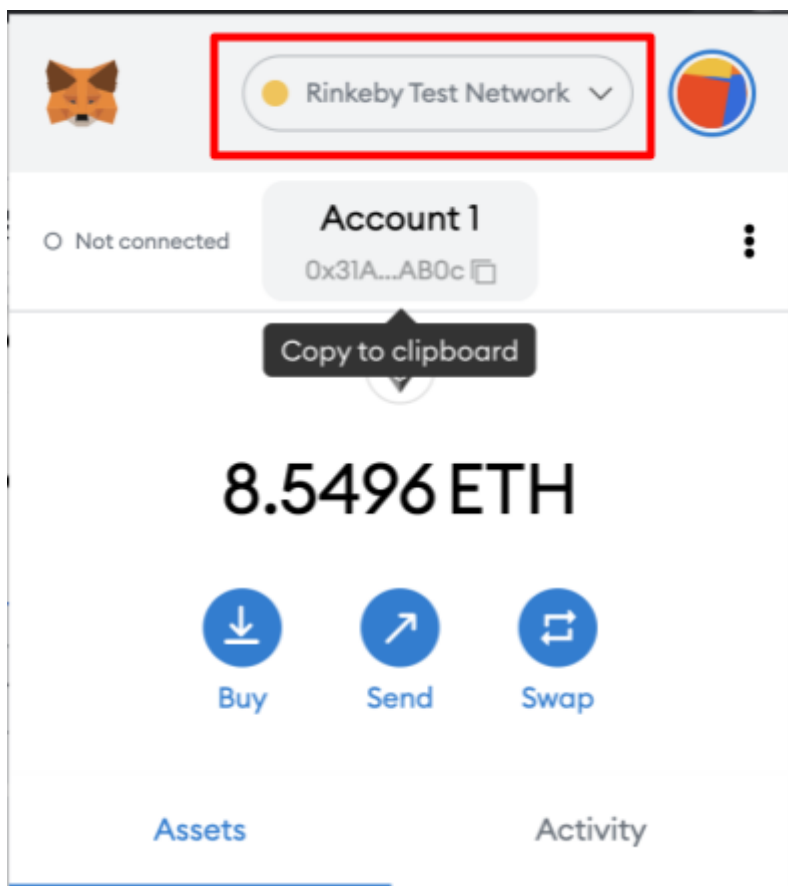 Rinkeby Test Network
Not connected
Account 1
0x31A...AB0c
Copy to clipboard
8.5496 ETH
Buy
Send
Swap
Assets
Activity